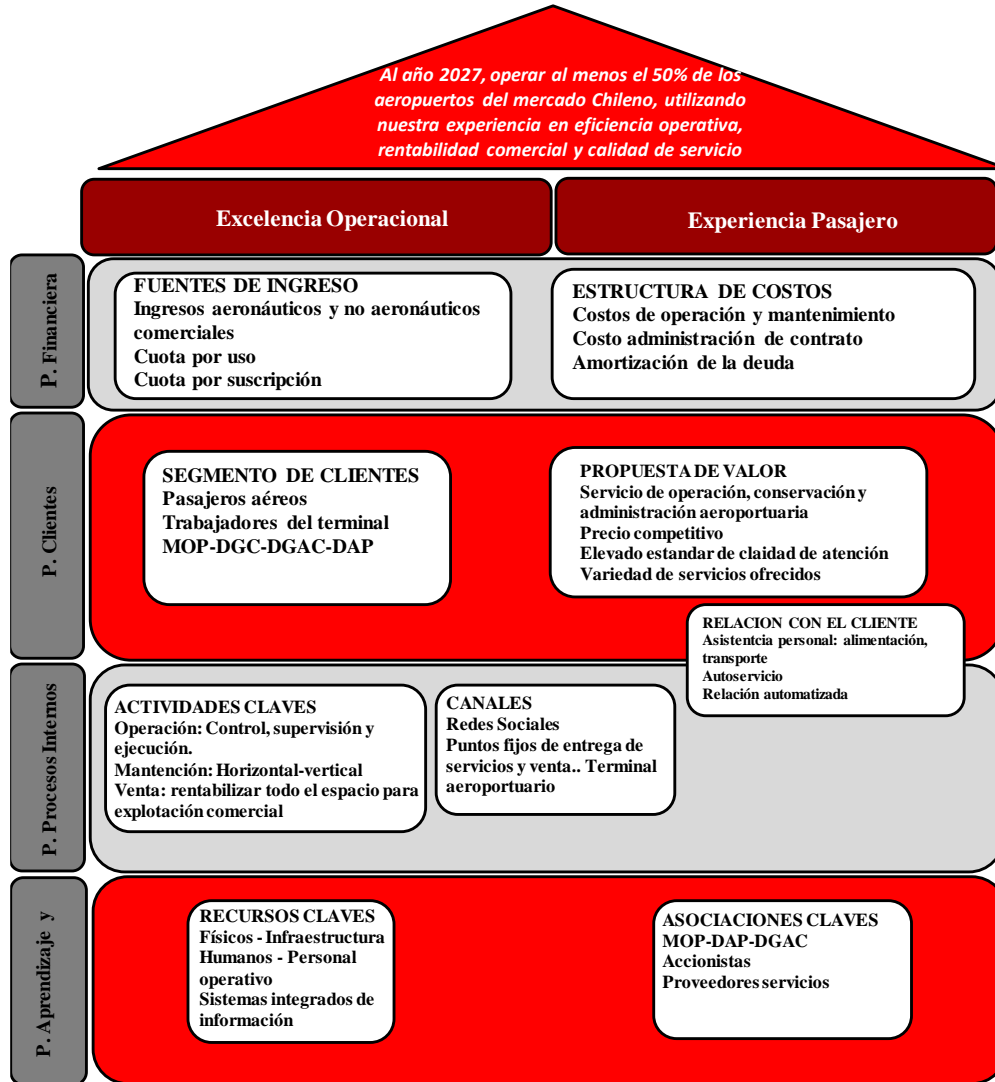 Al año 2027, operar al menos el 50% de los
aeropuertos del mercado Chileno, utilizando
nuestra experiencia en eficiencia operativa,
rentabilidad comercial y calidad de servicio
Excelencia Operacional
Experiencia Pasajero
P. Financiera
FUENTES DE INGRESO
Ingresos aeronáuticos y no aeronáuticos
comerciales
Cuota por uso
Cuota por suscripción
ESTRUCTURA DE COSTOS
Costos de operación y mantenimiento
Costo administración de contrato
Amortización de la deuda
P. Clientes
SEGMENTO DE CLIENTES
Pasajeros aéreos
Trabajadores del terminal
MOP-DGC-DGAC-DAP
PROPUESTA DE VALOR
Servicio de operación, conservación y
administración aeroportuaria
Precio competitivo
Elevado estandar de claidad de atención
Variedad de servicios ofrecidos
RELACION CON EL CLIENTE
Asistentcia personal: alimentación,
transporte
Autoservicio
Relación automatizada
P. Procesos Internos
ACTIVIDADES CLAVES
Operación: Control, supervisión y
ejecución.
Mantención: Horizontal-vertical
Venta: rentabilizar todo el espacio para
explotación comercial
CANALES
Redes Sociales
Puntos fijos de entrega de
servicios y venta.. Terminal
aeroportuario
P. Aprendizaje y
RECURSOS CLAVES
Físicos - Infraestructura
Humanos - Personal
operativo
Sistemas integrados de
información
ASOCIACIONES CLAVES
MOP-DAP-DGAC
Accionistas
Proveedores servicios